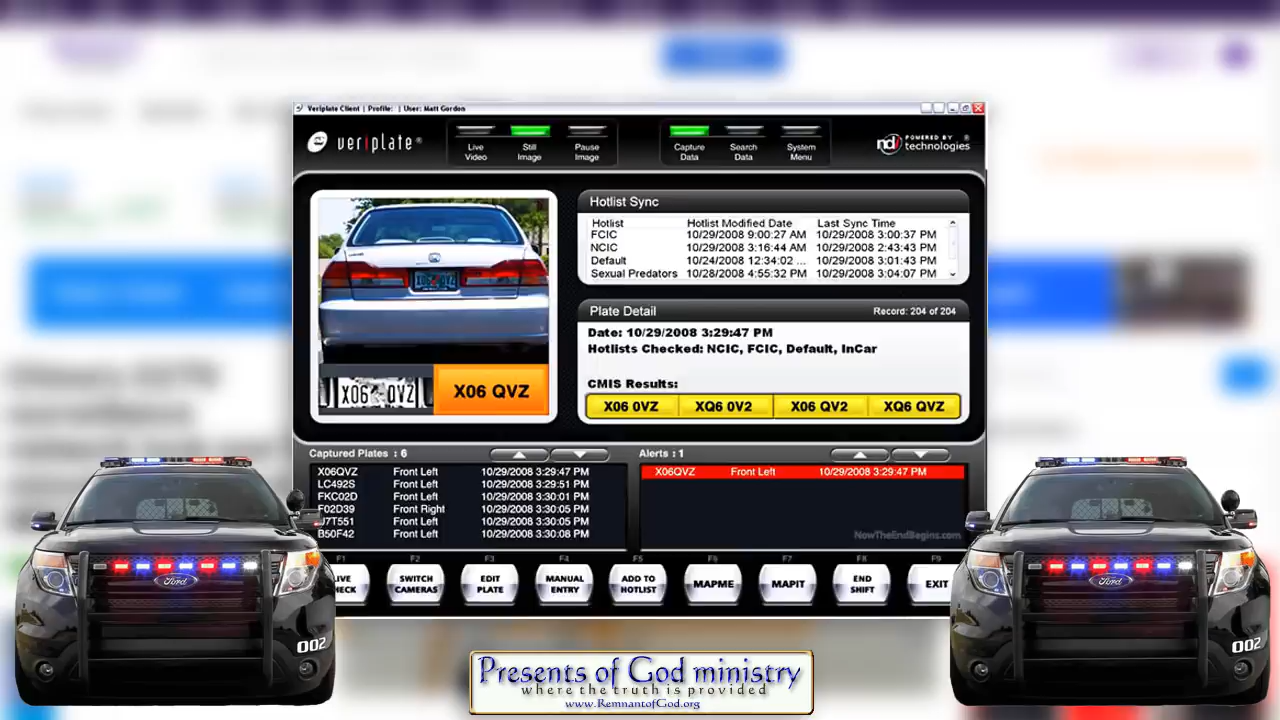 Veriplate Client | Profile: | User: Matt Gordon
veriplate®
Live Video
Still Image
Pause Image
Capture Data
Search Data
System Menu
ndi POWERED BY technologies®
Hotlist Sync
Hotlist Hotlist Modified Date Last Sync Time
FCIC 10/29/2008 9:00:27 AM 10/29/2008 3:00:37 PM
NCIC 10/29/2008 3:16:44 AM 10/29/2008 2:43:43 PM
Default 10/24/2008 12:34:02 ... 10/29/2008 3:01:43 PM
Sexual Predators 10/28/2008 4:55:32 PM 10/29/2008 3:04:07 PM
X06 QVZ
X06 QVZ
Plate Detail Record: 204 of 204
Date: 10/29/2008 3:29:47 PM
Hotlists Checked: NCIC, FCIC, Default, InCar
CMIS Results:
X06 0VZ XQ6 0V2 X06 QV2 XQ6 QVZ
Captured Plates : 6
X06QVZ Front Left 10/29/2008 3:29:47 PM
LC492S Front Left 10/29/2008 3:29:51 PM
FKC02D Front Left 10/29/2008 3:30:01 PM
F02D39 Front Right 10/29/2008 3:30:05 PM
J7T551 Front Left 10/29/2008 3:30:05 PM
B50F42 Front Left 10/29/2008 3:30:08 PM
Alerts : 1
X06QVZ Front Left 10/29/2008 3:29:47 PM
NowTheEndBegins.com
F1 F2 F3 F4 F5 F6 F7 F8 F9
SWITCH CAMERAS
EDIT PLATE
MANUAL ENTRY
ADD TO HOTLIST
MAPME
MAPIT
END SHIFT
EXIT
Ford
002
Ford
002
Presents of God ministry
where the truth is provided
www.RemnantofGod.org